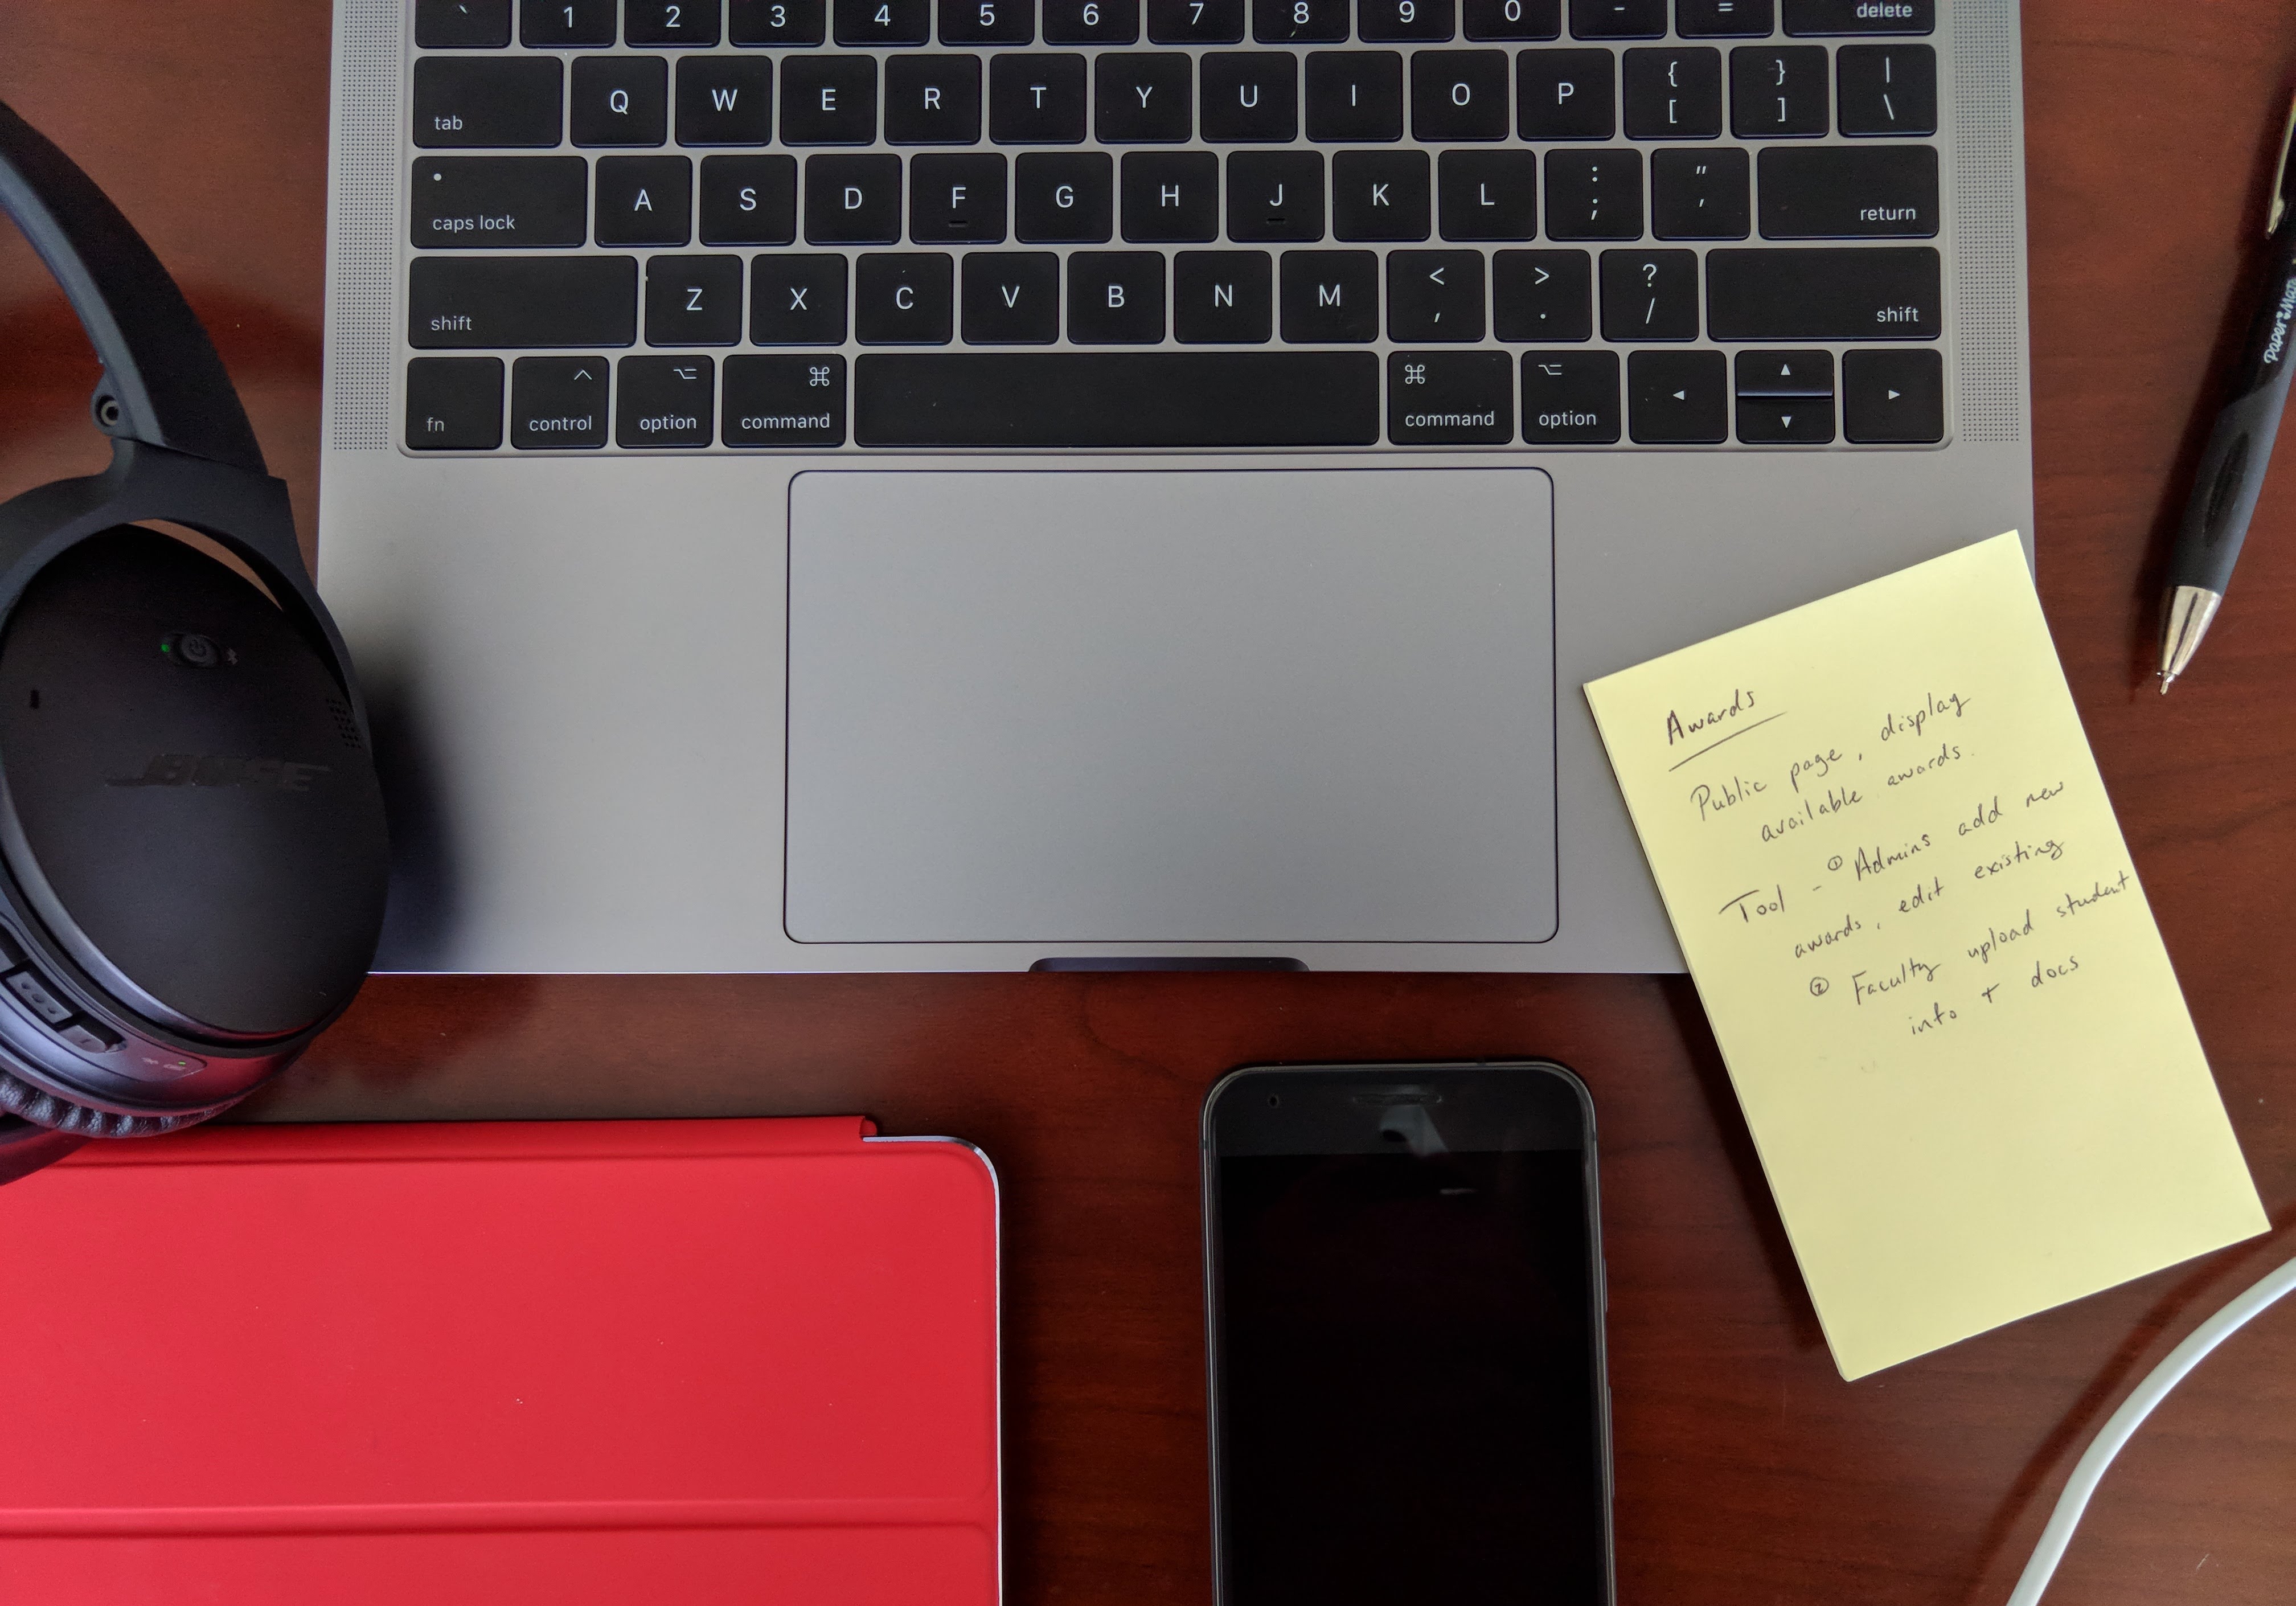 ` 1 2 3 4 5 6 7 8 9 0 - = delete
tab Q W E R T Y U I O P { [ } ] | \
caps lock A S D F G H J K L : ; " ' return
shift Z X C V B N M < , > . ? / shift
fn control option command command option
BOSE
PaperMate
Awards
Public page, display
available awards.
Tool - ① Admins add new
awards, edit existing
② Faculty upload student
info + docs